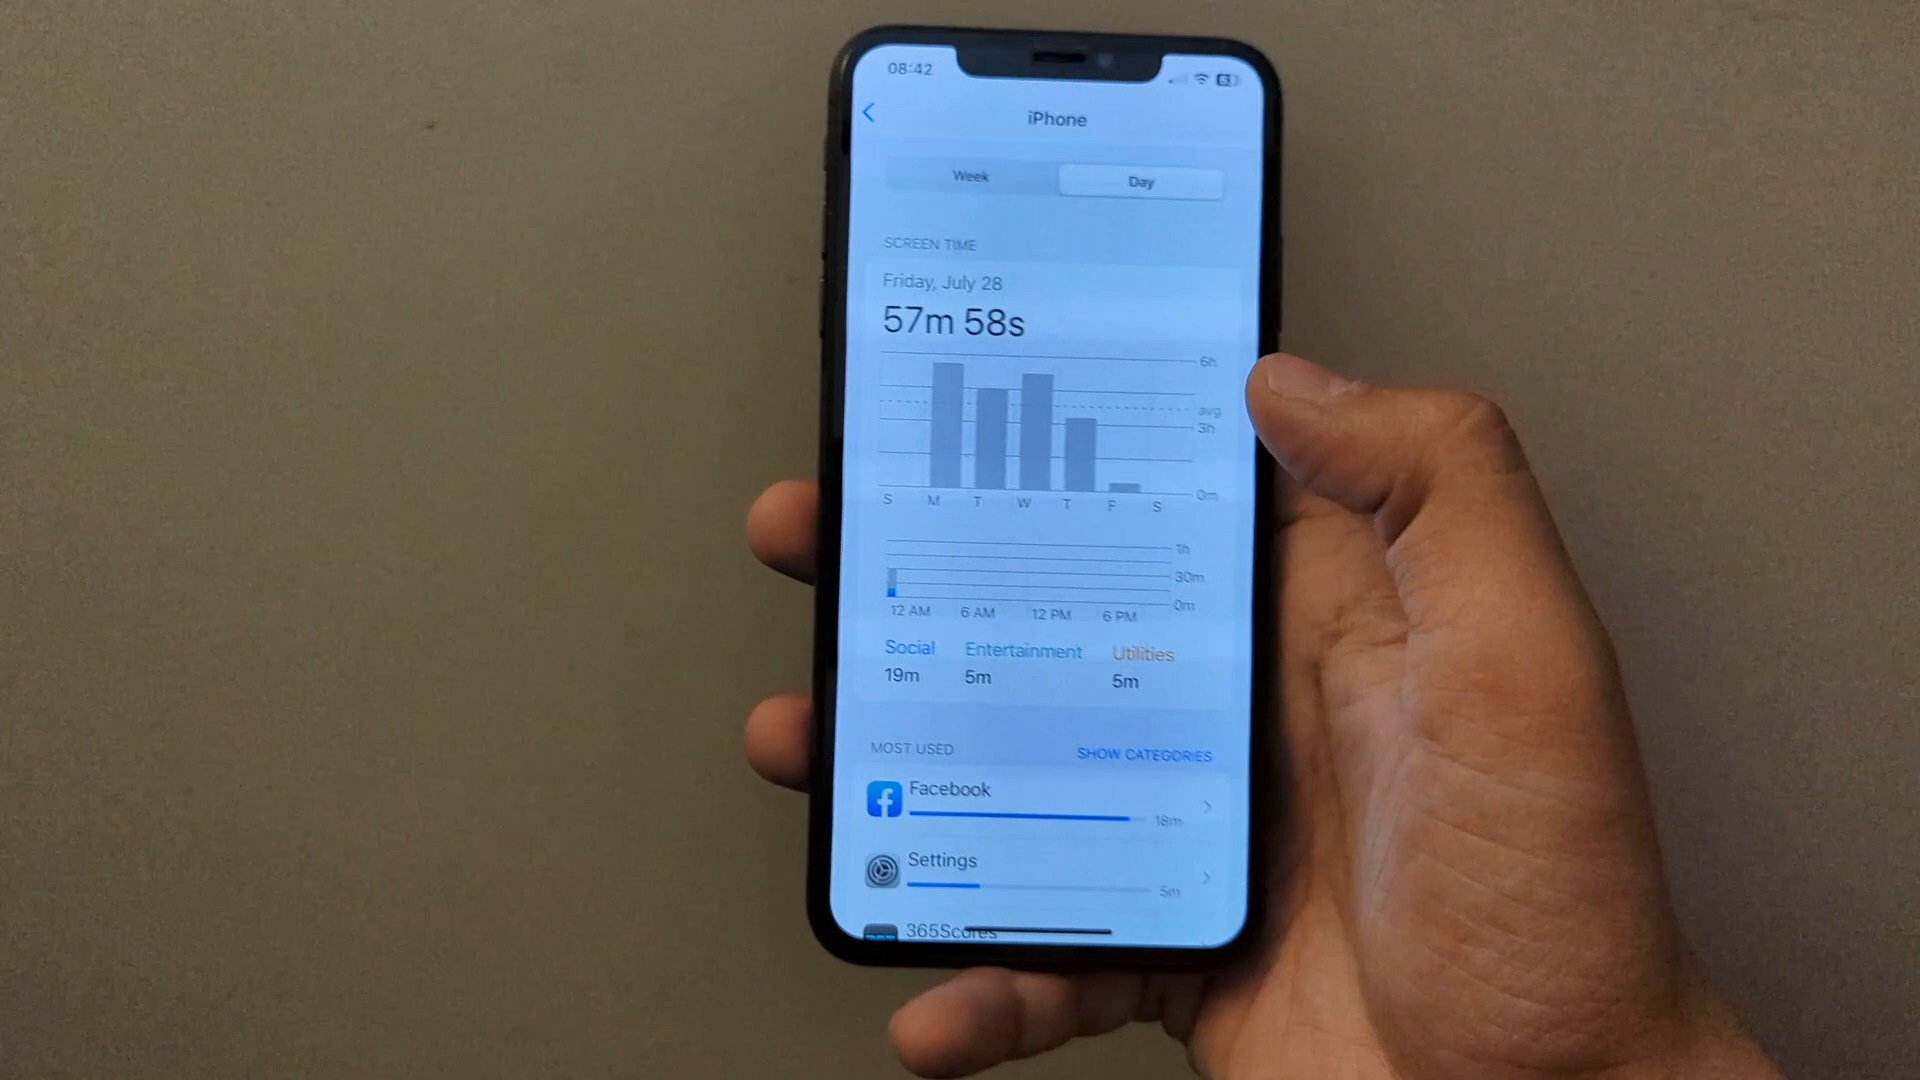 08:42
iPhone
Week Day
SCREEN TIME
Friday, July 28
57m 58s
6h
avg
3h
0m
S M T W T F S
1h
30m
0m
12 AM 6 AM 12 PM 6 PM
Social Entertainment Utilities
19m 5m 5m
MOST USED SHOW CATEGORIES
Facebook
18m
Settings
5m
365Scores